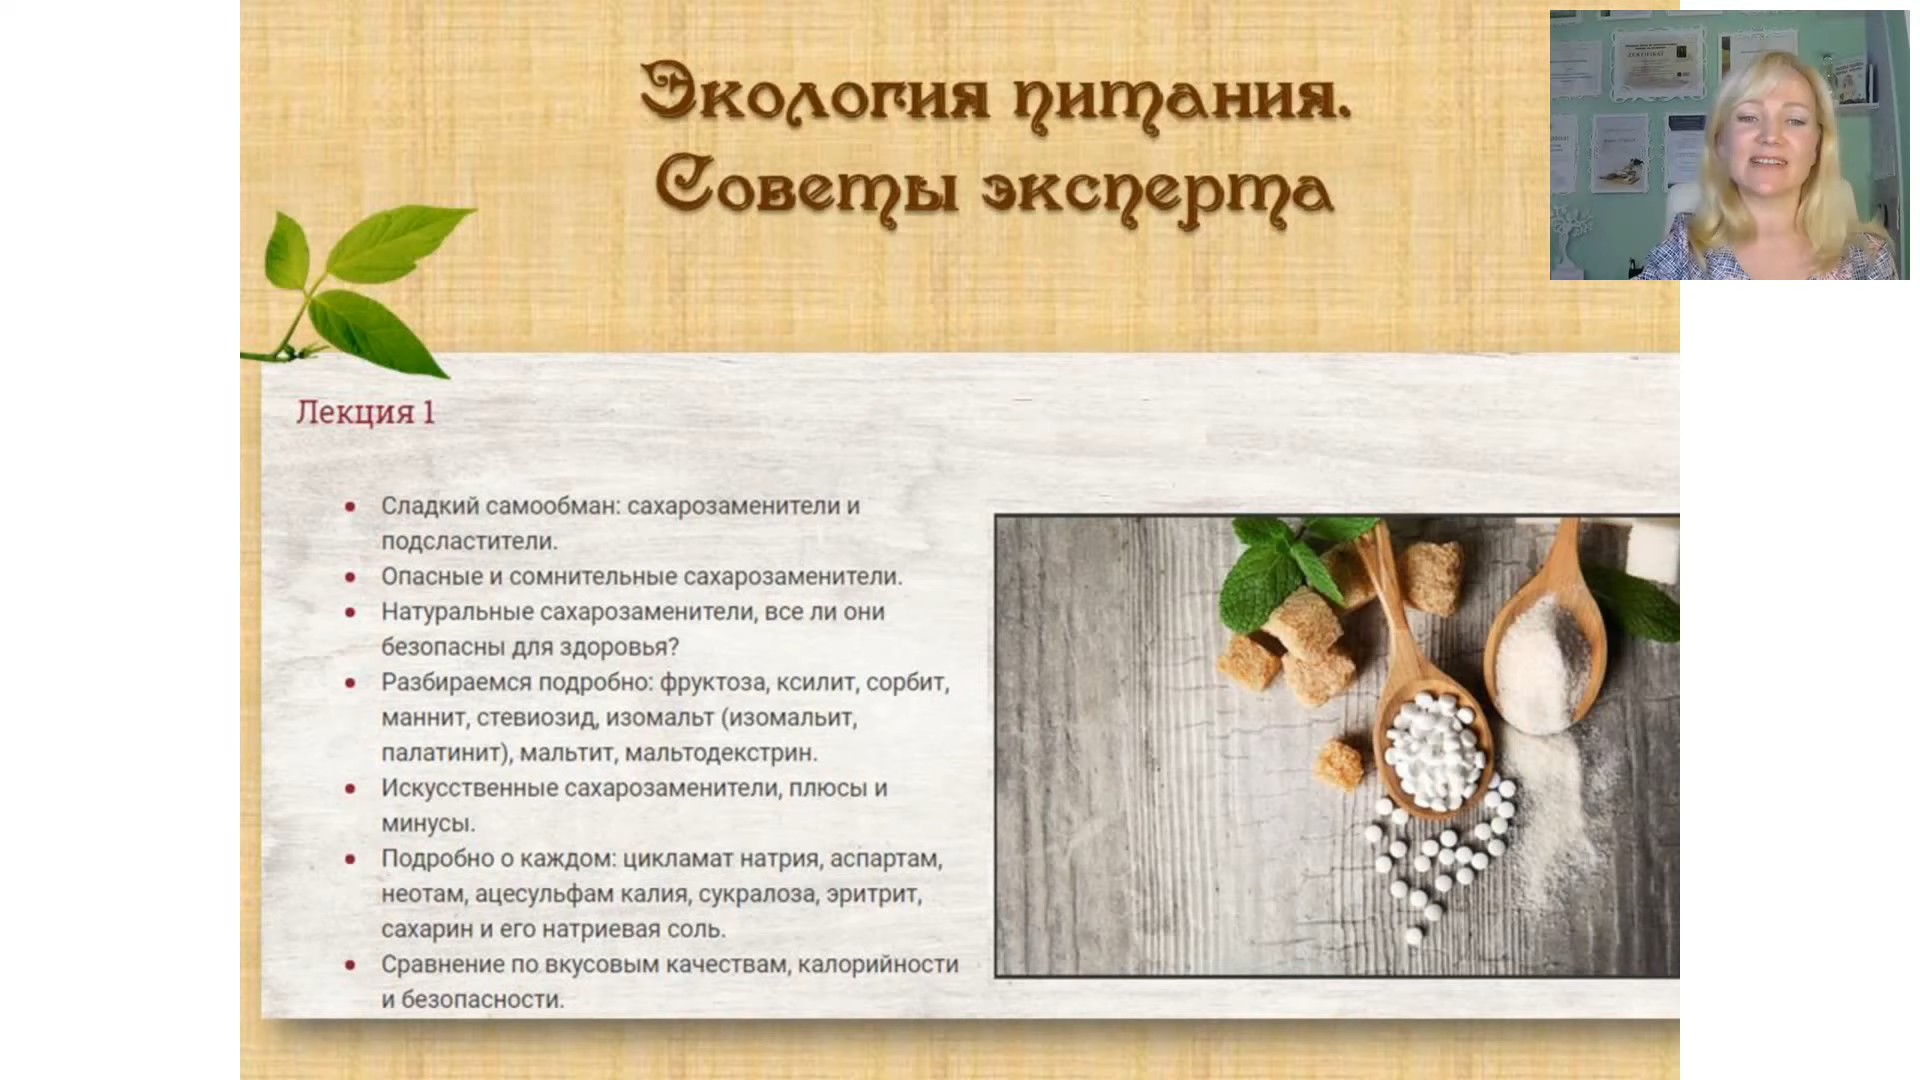 Экология питания.
Советы эксперта
Лекция 1
Сладкий самообман: сахарозаменители и
подсластители.
Опасные и сомнительные сахарозаменители.
Натуральные сахарозаменители, все ли они
безопасны для здоровья?
Разбираемся подробно: фруктоза, ксилит, сорбит,
маннит, стевиозид, изомальт (изомальит,
палатинит), мальтит, мальтодекстрин.
Искусственные сахарозаменители, плюсы и
минусы.
Подробно о каждом: цикламат натрия, аспартам,
неотам, ацесульфам калия, сукралоза, эритрит,
сахарин и его натриевая соль.
Сравнение по вкусовым качествам, калорийности
и безопасности.
ZERTIFIKAT